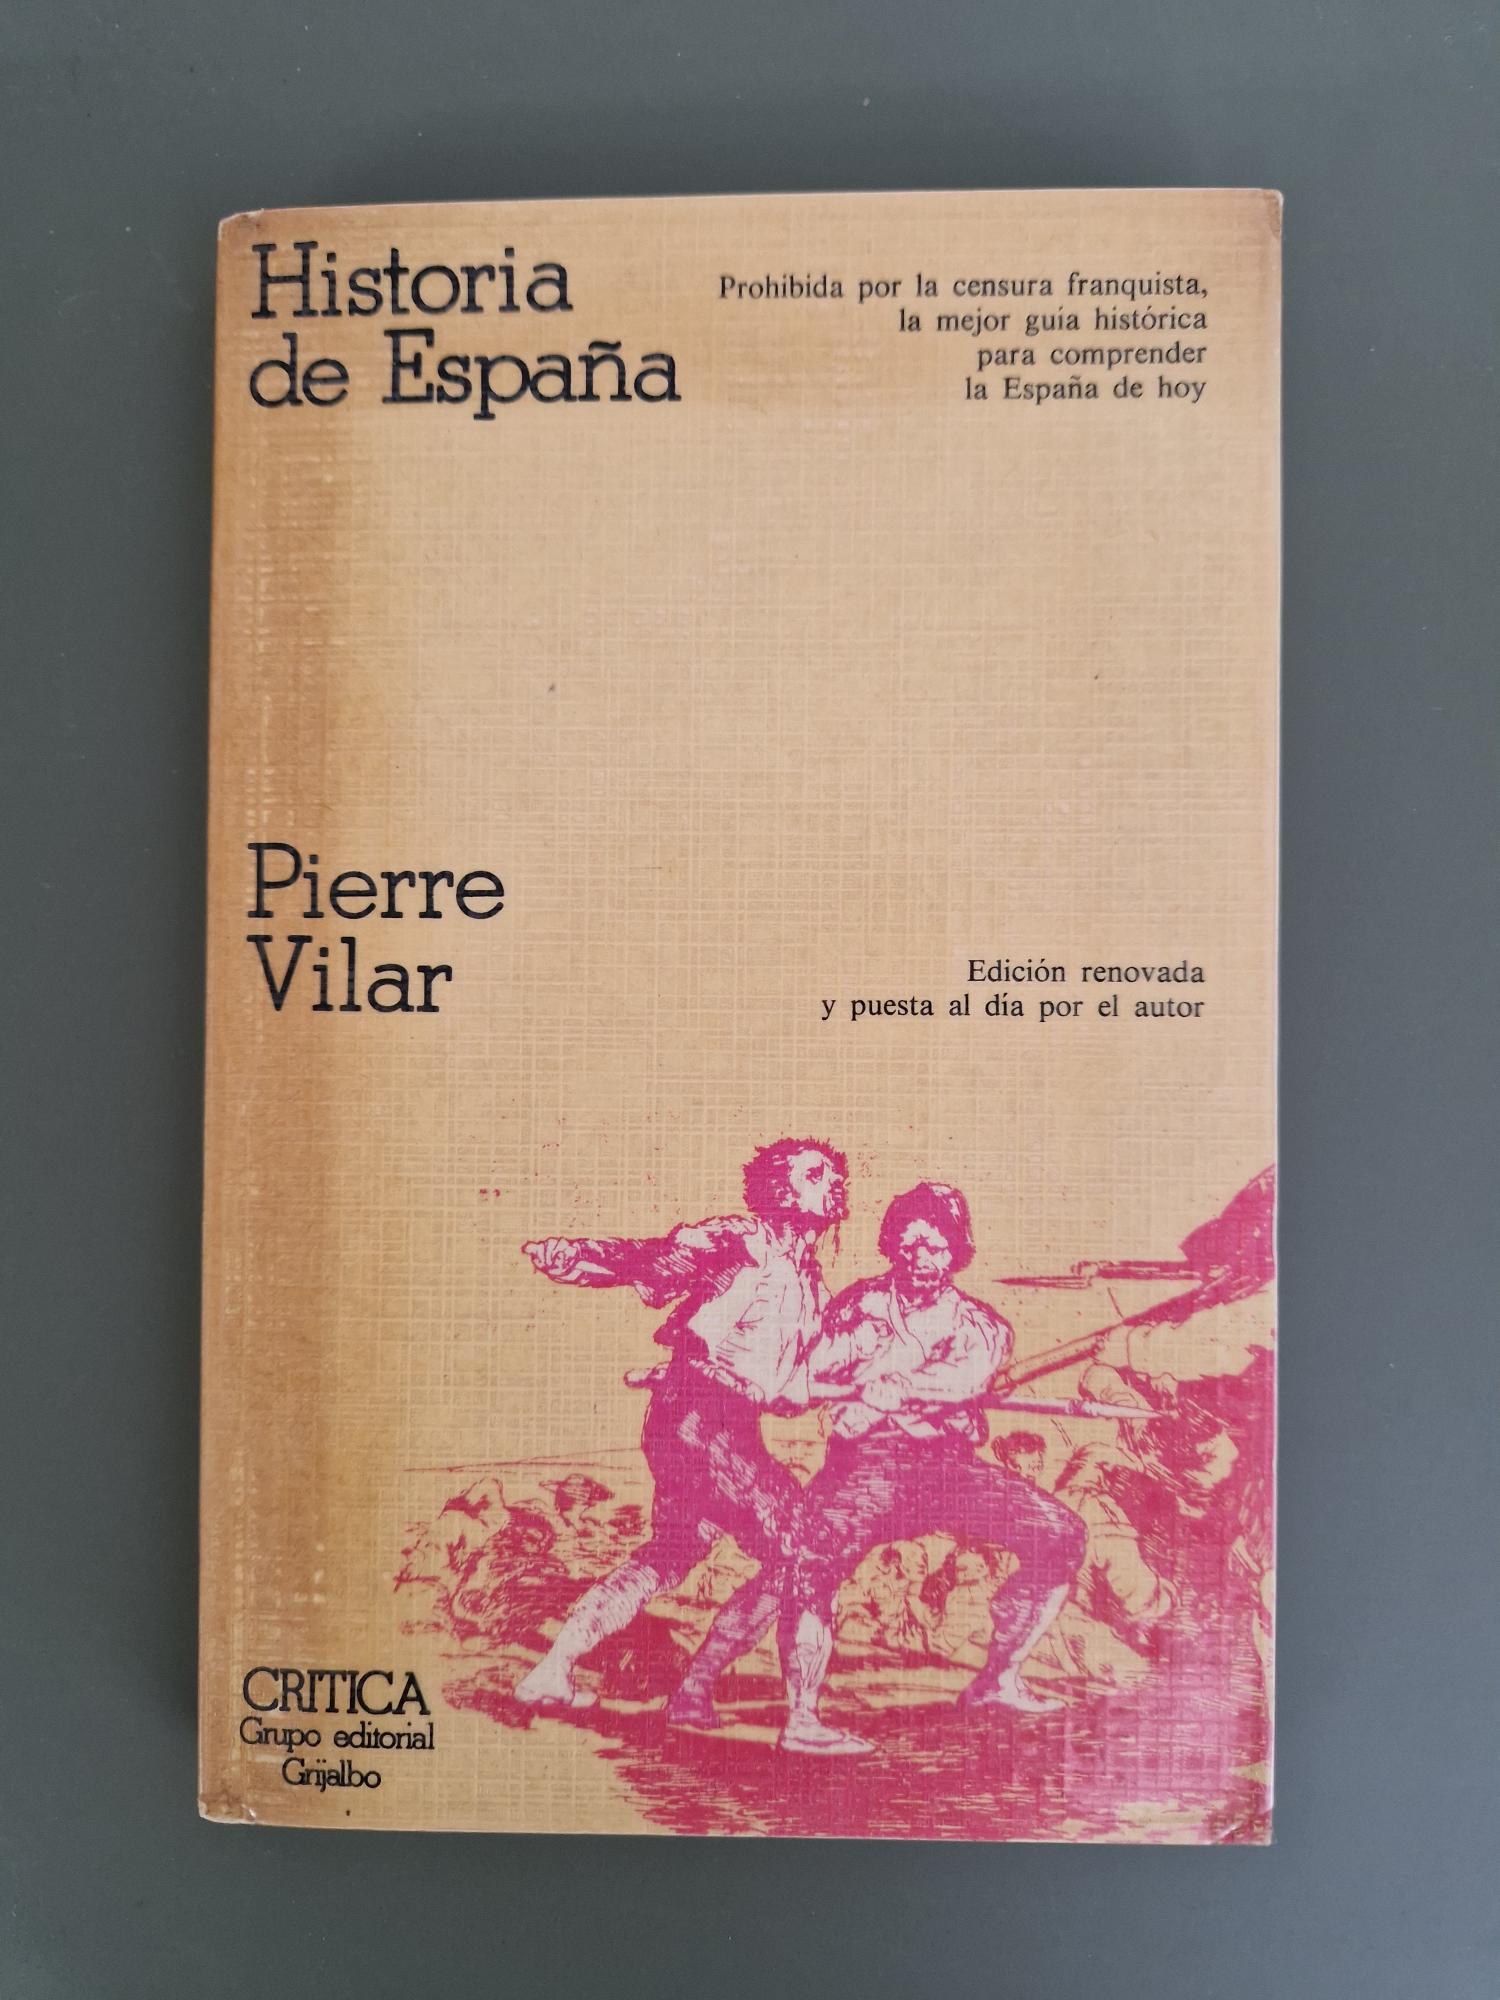 Historia
de España
Prohibida por la censura franquista,
la mejor guía histórica
para comprender
la España de hoy
Pierre
Vilar
Edición renovada
y puesta al día por el autor
CRITICA
Grupo editorial
Grijalbo